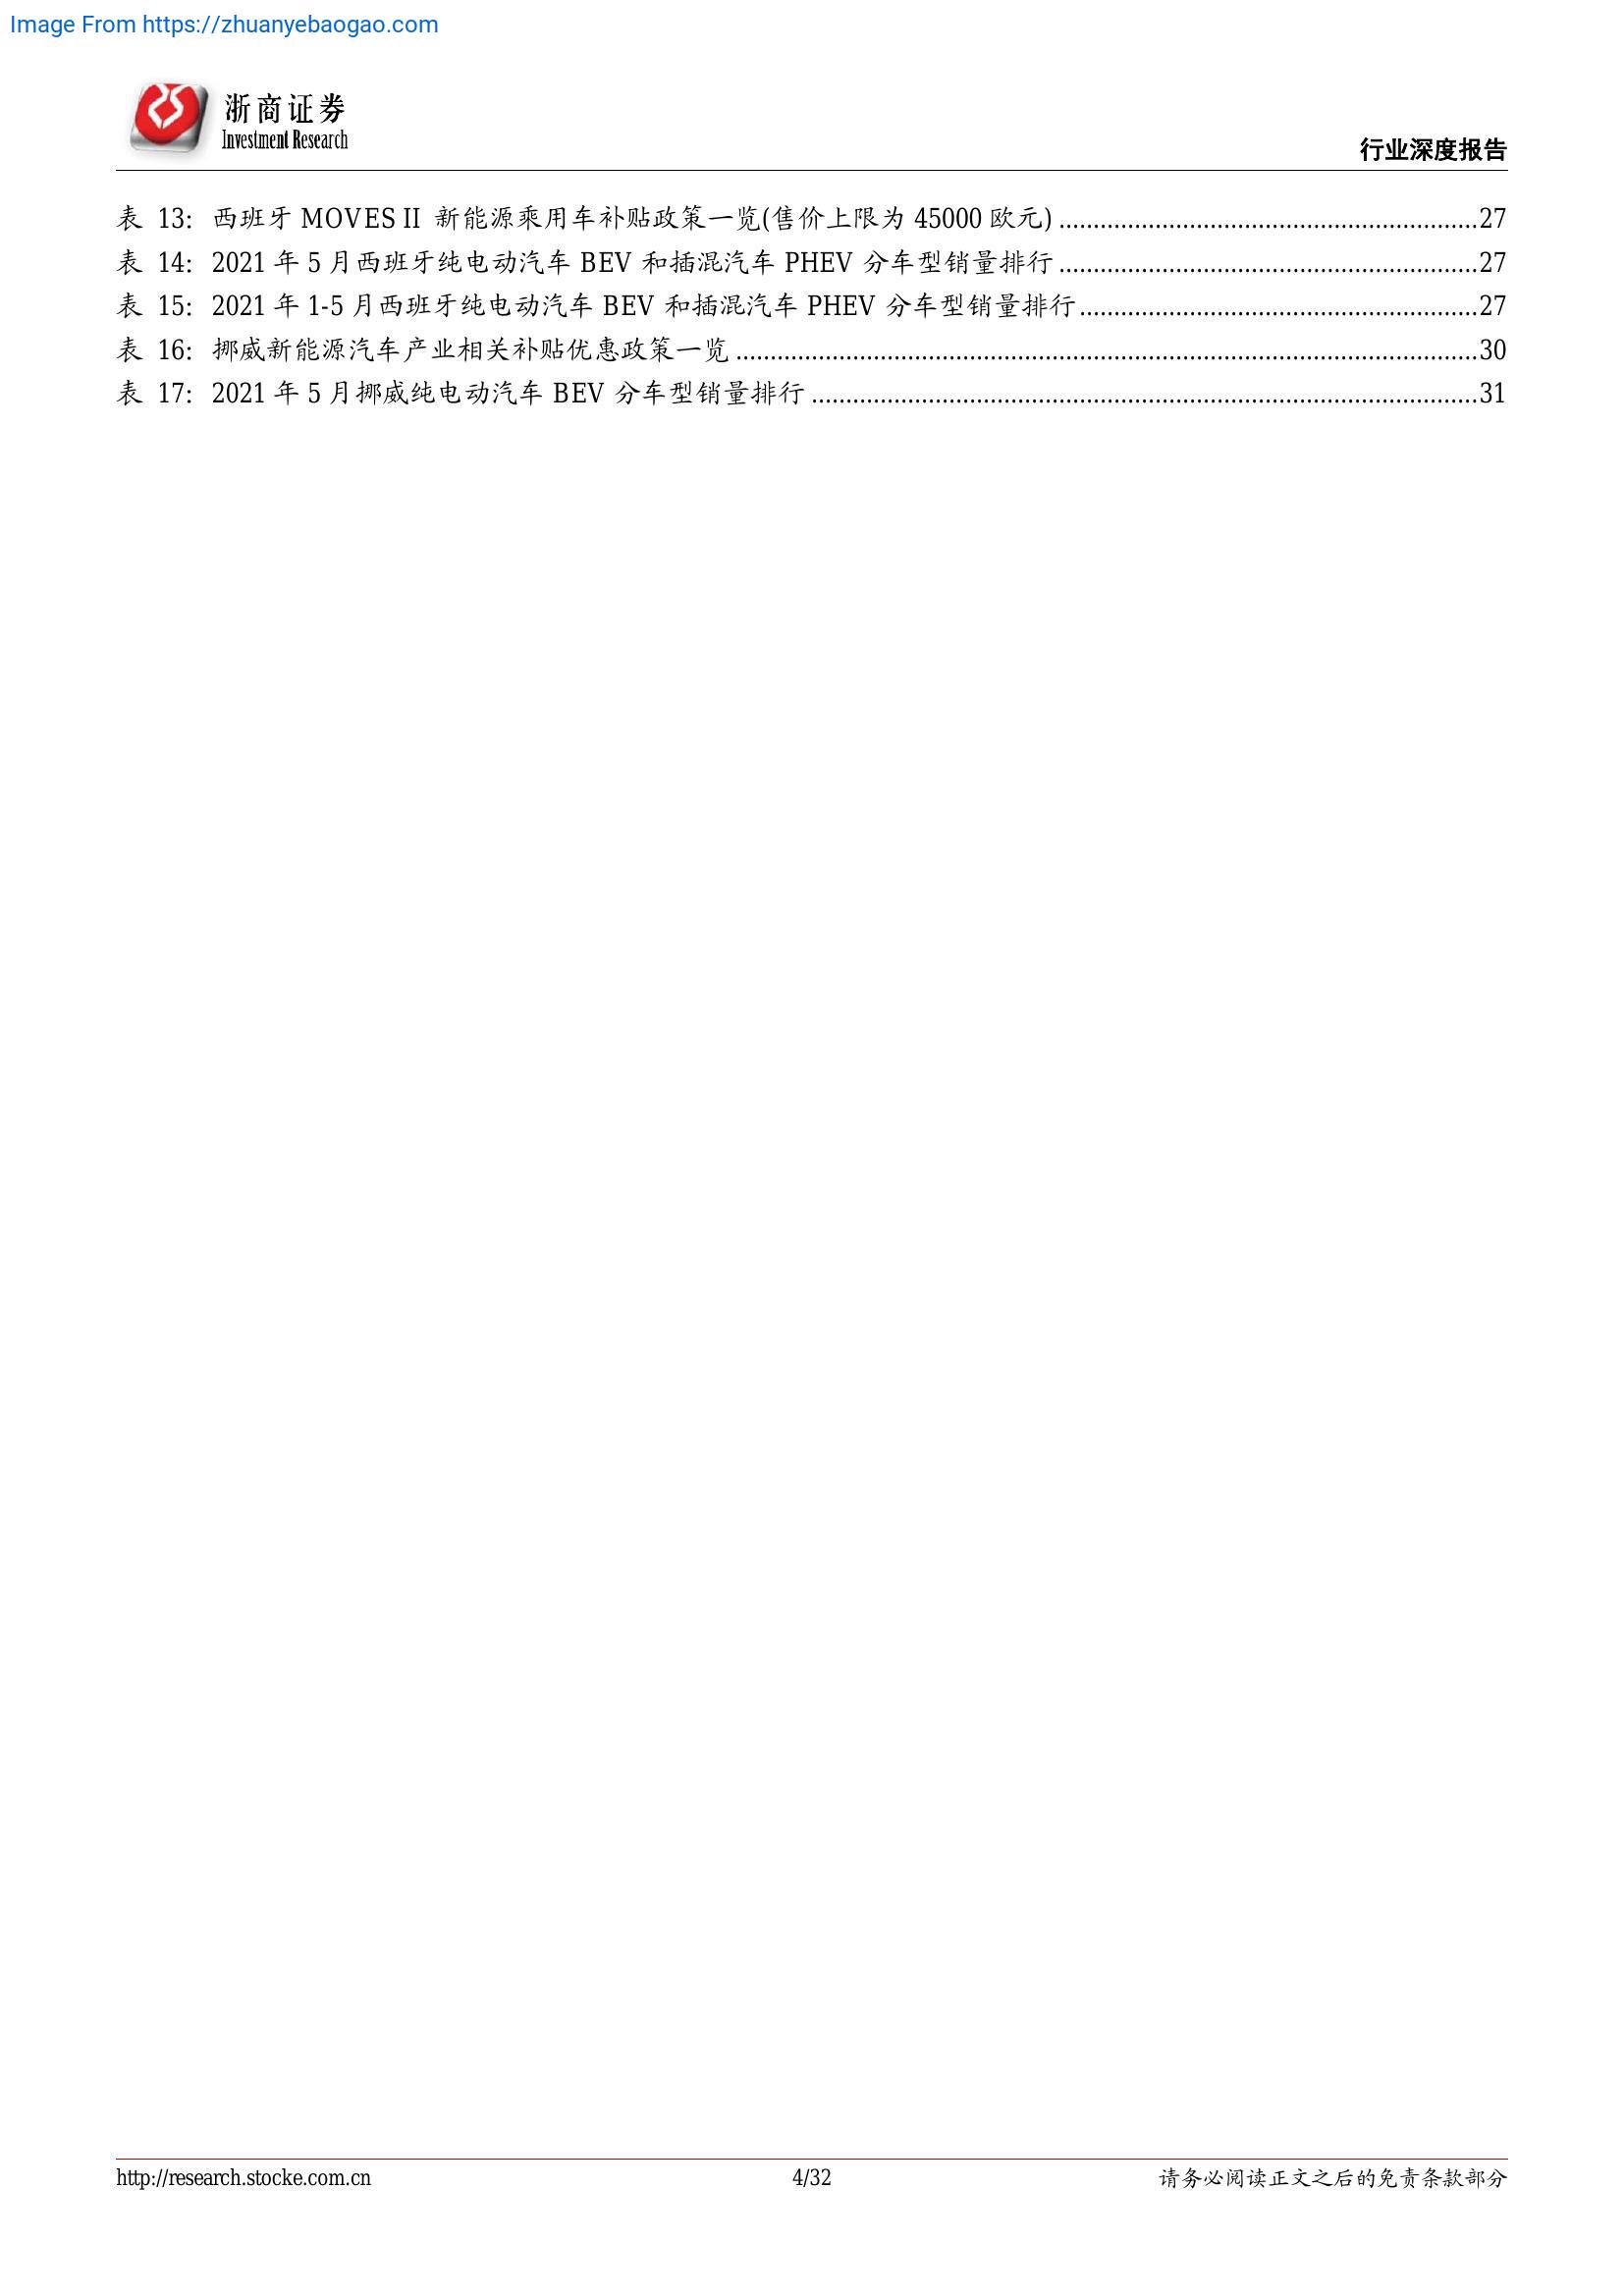 Image From https://zhuanyebaogao.com
浙商证券
Investment Research
行业深度报告
表 13: 西班牙 MOVES II 新能源乘用车补贴政策一览(售价上限为 45000 欧元) ............................................................27
表 14: 2021 年 5 月西班牙纯电动汽车 BEV 和插混汽车 PHEV 分车型销量排行 ............................................................27
表 15: 2021 年 1-5 月西班牙纯电动汽车 BEV 和插混汽车 PHEV 分车型销量排行 .........................................................27
表 16: 挪威新能源汽车产业相关补贴优惠政策一览 ...........................................................................................................30
表 17: 2021 年 5 月挪威纯电动汽车 BEV 分车型销量排行 ................................................................................................31
http://research.stocke.com.cn
4/32
请务必阅读正文之后的免责条款部分